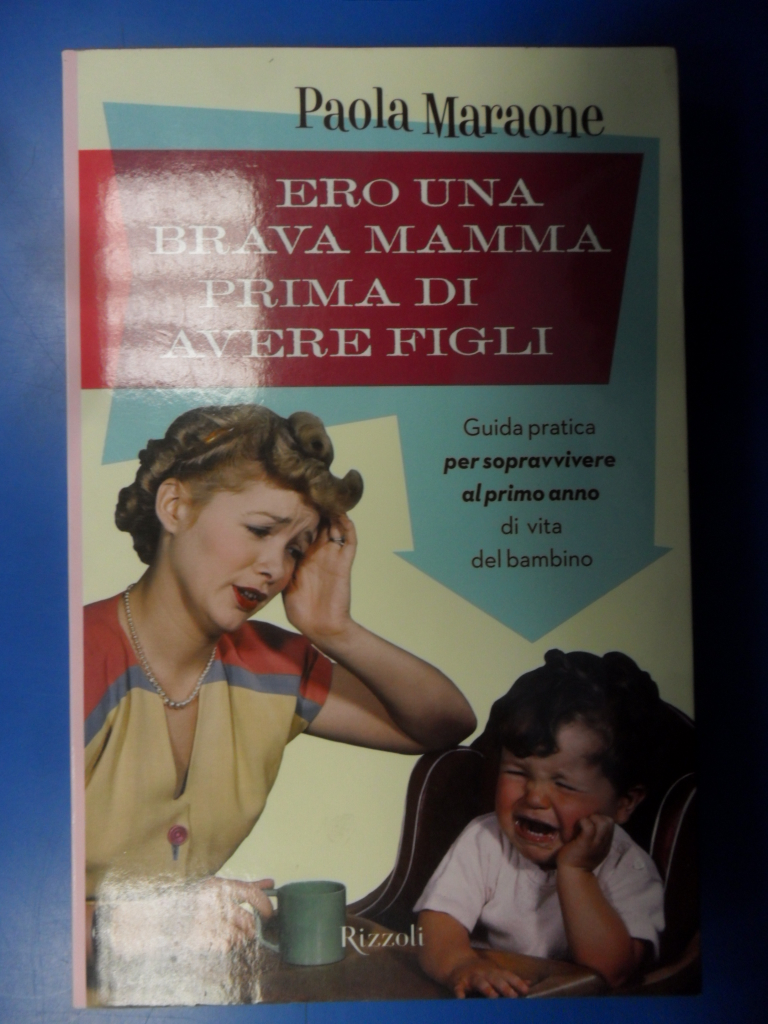 Paola Maraone
ERO UNA
BRAVA MAMMA
PRIMA DI
AVERE FIGLI
Guida pratica
per sopravvivere
al primo anno
di vita
del bambino
Rizzoli